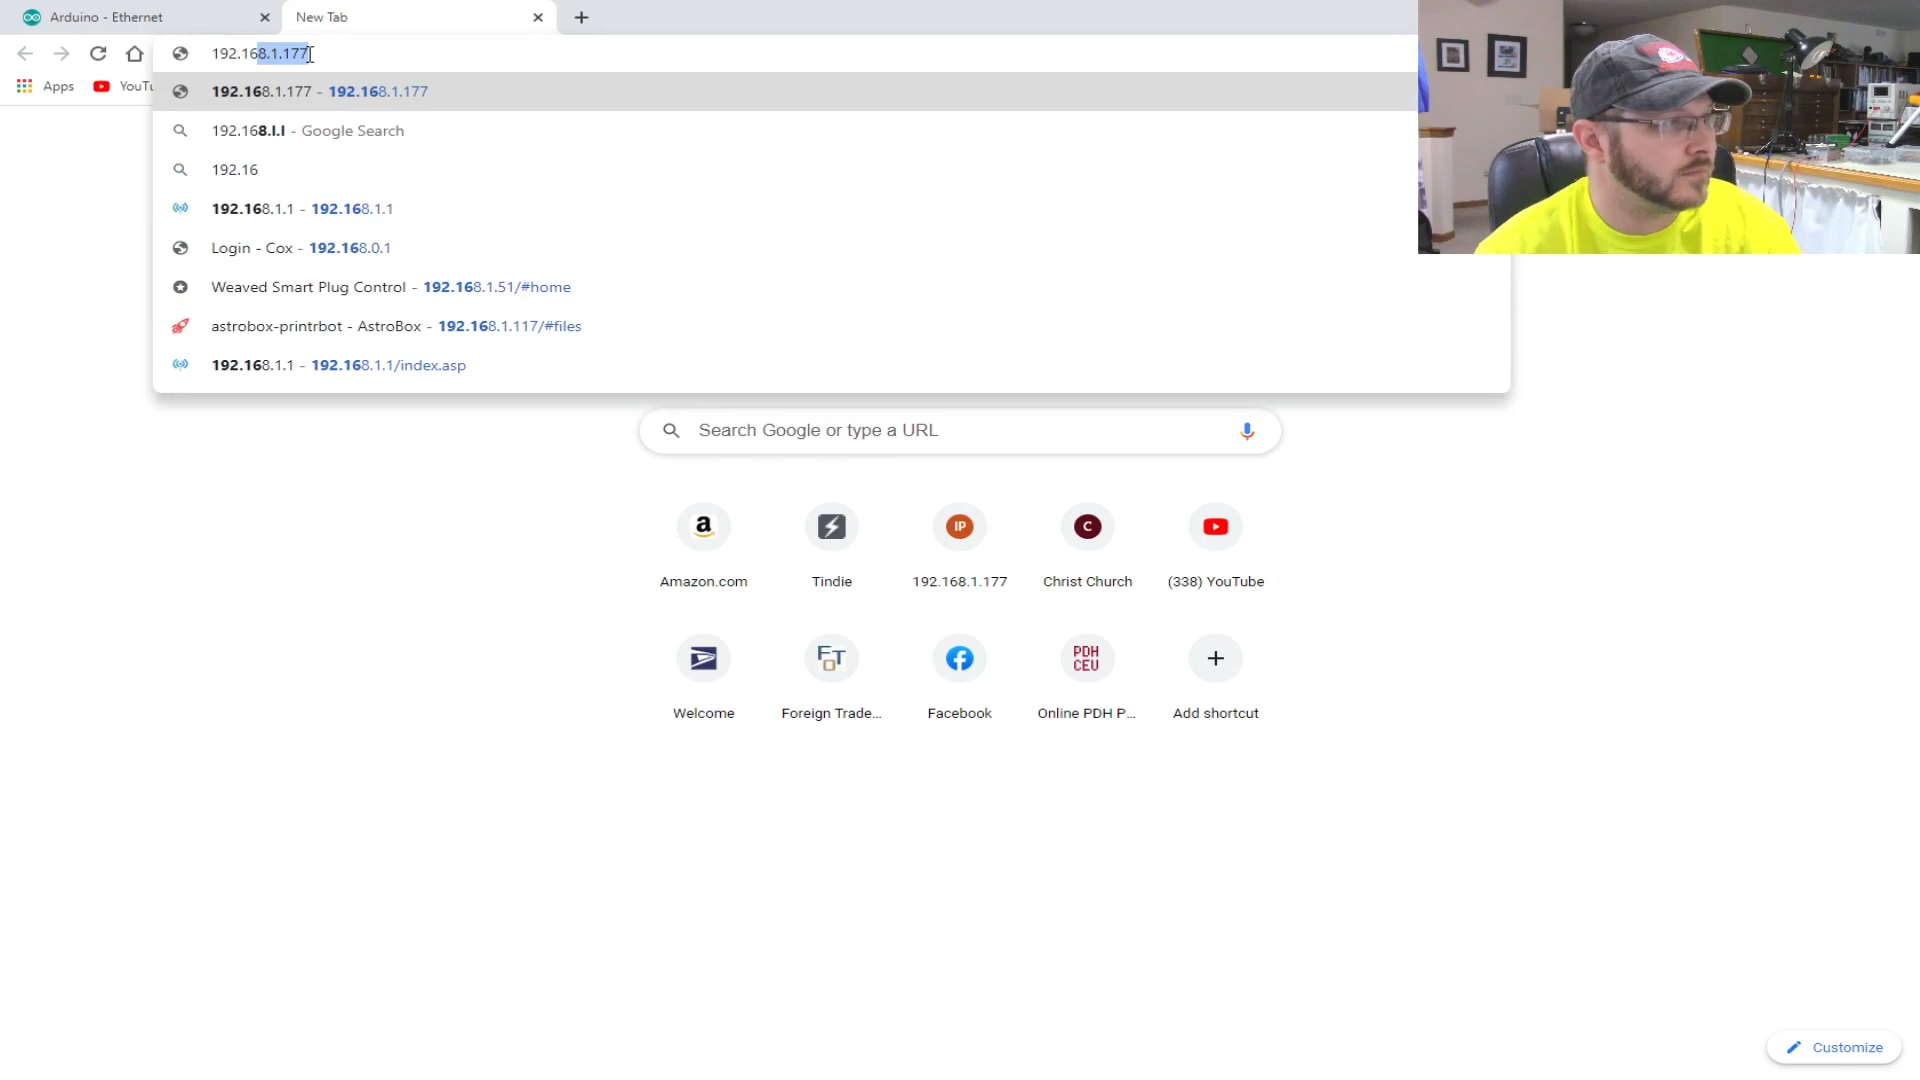 Arduino - Ethernet
New Tab
192.168.1.177
Apps
YouTu
192.168.1.177 - 192.168.1.177
192.168.l.l - Google Search
192.16
192.168.1.1 - 192.168.1.1
Login - Cox - 192.168.0.1
Weaved Smart Plug Control - 192.168.1.51/#home
astrobox-printrbot - AstroBox - 192.168.1.117/#files
192.168.1.1 - 192.168.1.1/index.asp
Search Google or type a URL
a
IP
C
Amazon.com
Tindie
192.168.1.177
Christ Church
(338) YouTube
FT
PDH
CEU
Welcome
Foreign Trade...
Facebook
Online PDH P...
Add shortcut
Customize